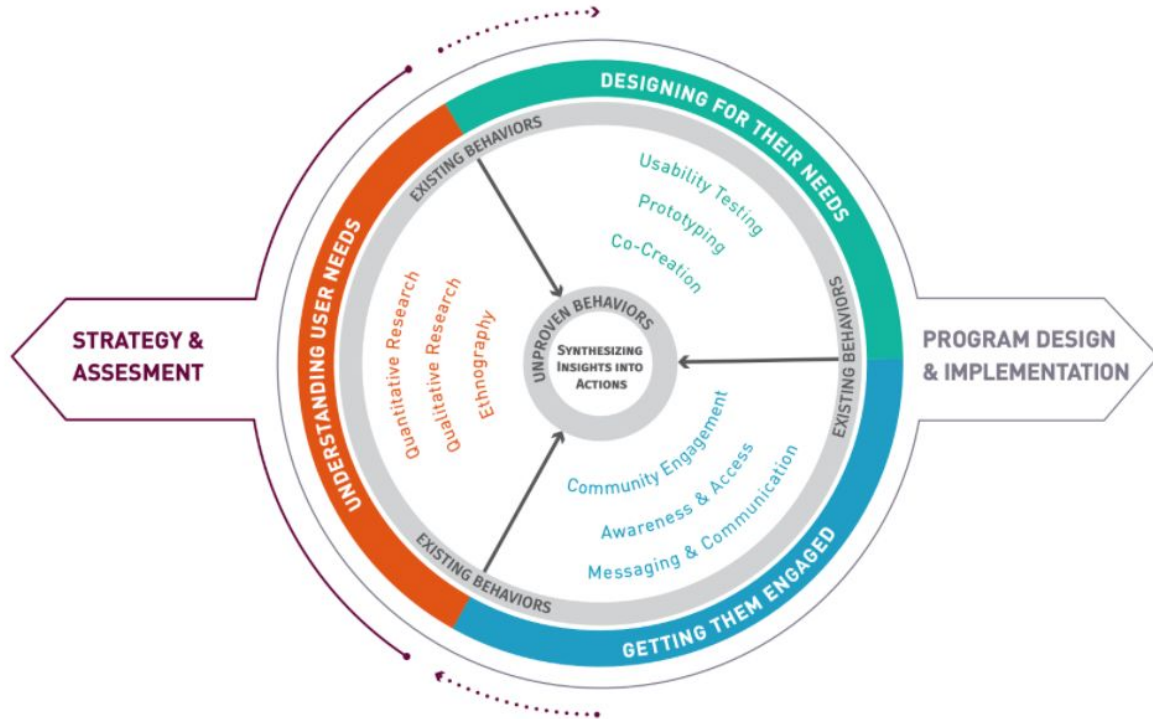 DESIGNING FOR THEIR NEEDS
EXISTING BEHAVIORS
Usability Testing
Prototyping
Co-Creation
UNDERSTANDING USER NEEDS
Quantitative Research
Qualitative Research
Ethnography
UNPROVEN BEHAVIORS
SYNTHESIZING
INSIGHTS INTO
ACTIONS
EXISTING BEHAVIORS
STRATEGY &
ASSESMENT
PROGRAM DESIGN
& IMPLEMENTATION
Community Engagement
Awareness & Access
Messaging & Communication
EXISTING BEHAVIORS
GETTING THEM ENGAGED